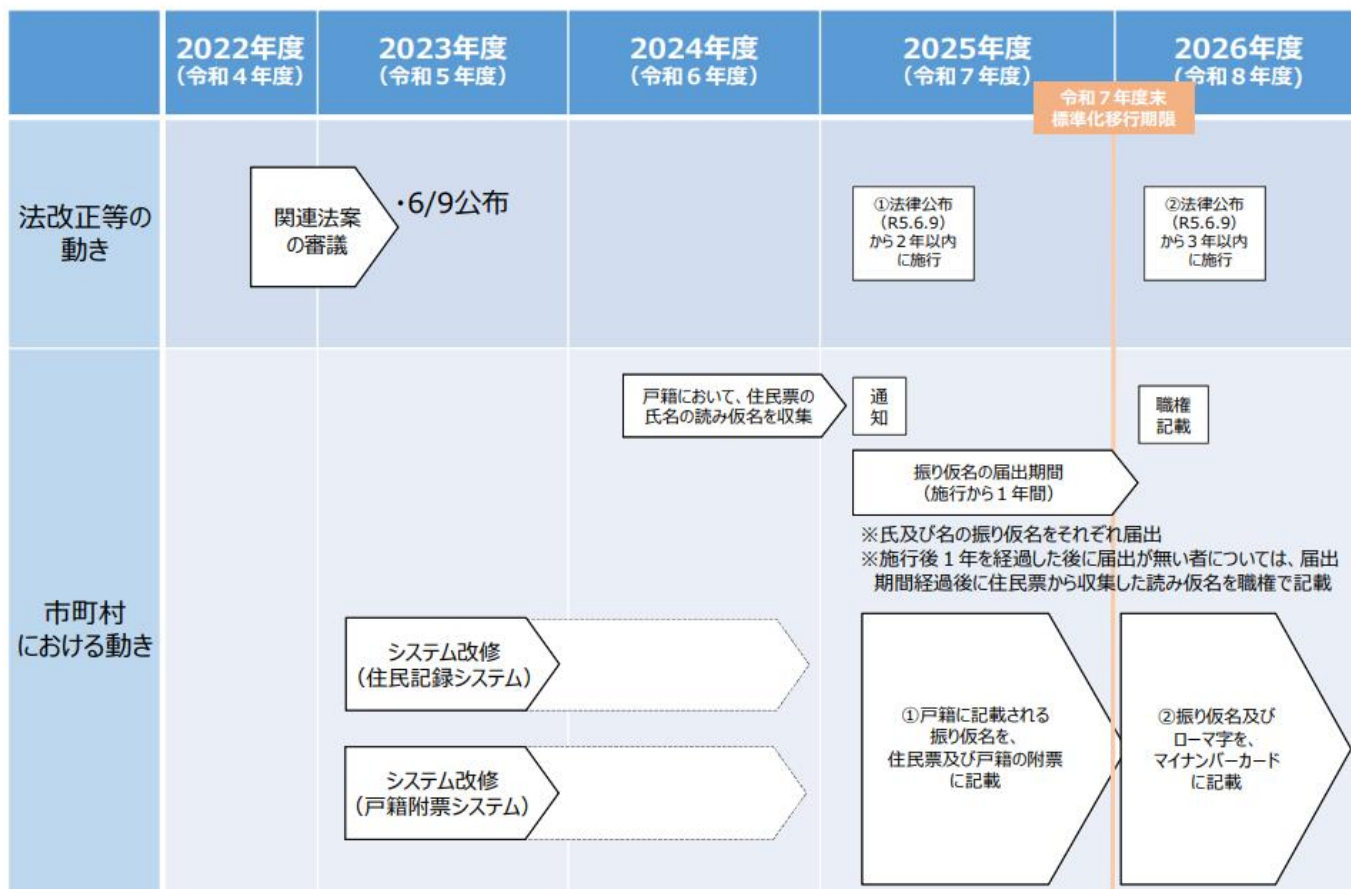 2022年度
(令和4年度)
2023年度
(令和5年度)
2024年度
(令和6年度)
2025年度
(令和7年度)
2026年度
(令和8年度)
令和7年度末
標準化移行期限
法改正等の
動き
関連法案
の審議
・6/9公布
①法律公布
(R5.6.9)
から2年以内
に施行
②法律公布
(R5.6.9)
から3年以内
に施行
市町村
における動き
戸籍において、住民票の
氏名の読み仮名を収集
通
知
職権
記載
振り仮名の届出期間
(施行から1年間)
※氏及び名の振り仮名をそれぞれ届出
※施行後1年を経過した後に届出が無い者については、届出
期間経過後に住民票から収集した読み仮名を職権で記載
システム改修
(住民記録システム)
システム改修
(戸籍附票システム)
①戸籍に記載される
振り仮名を、
住民票及び戸籍の附票
に記載
②振り仮名及び
ローマ字を、
マイナンバーカード
に記載